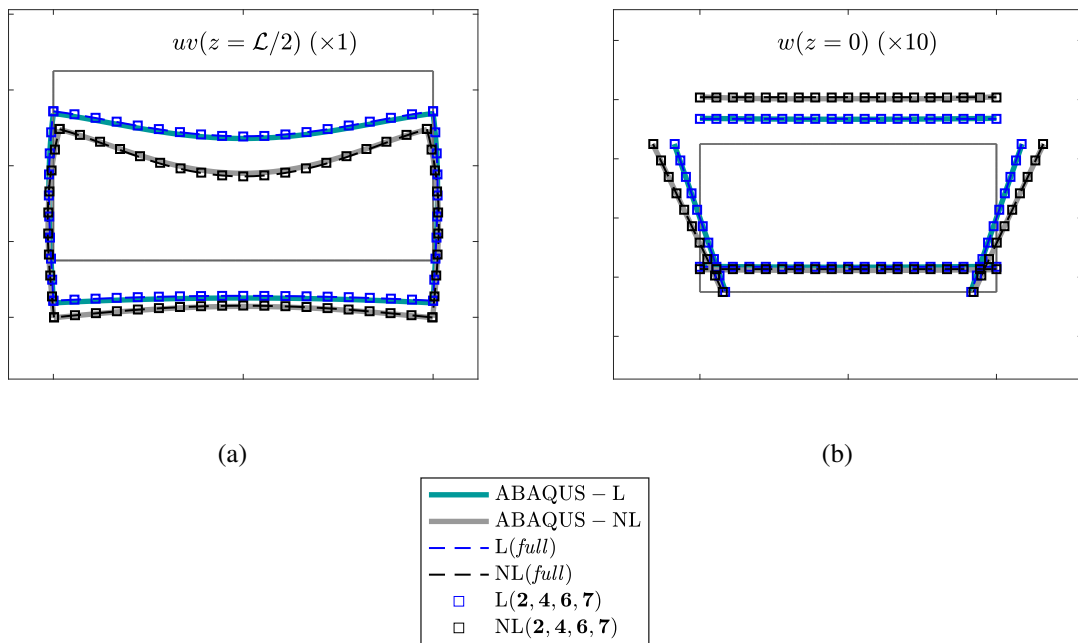 uv(z = ℒ/2) (×1)
w(z = 0) (×10)
(a)
(b)
ABAQUS − L
ABAQUS − NL
L(full)
NL(full)
L(2, 4, 6, 7)
NL(2, 4, 6, 7)